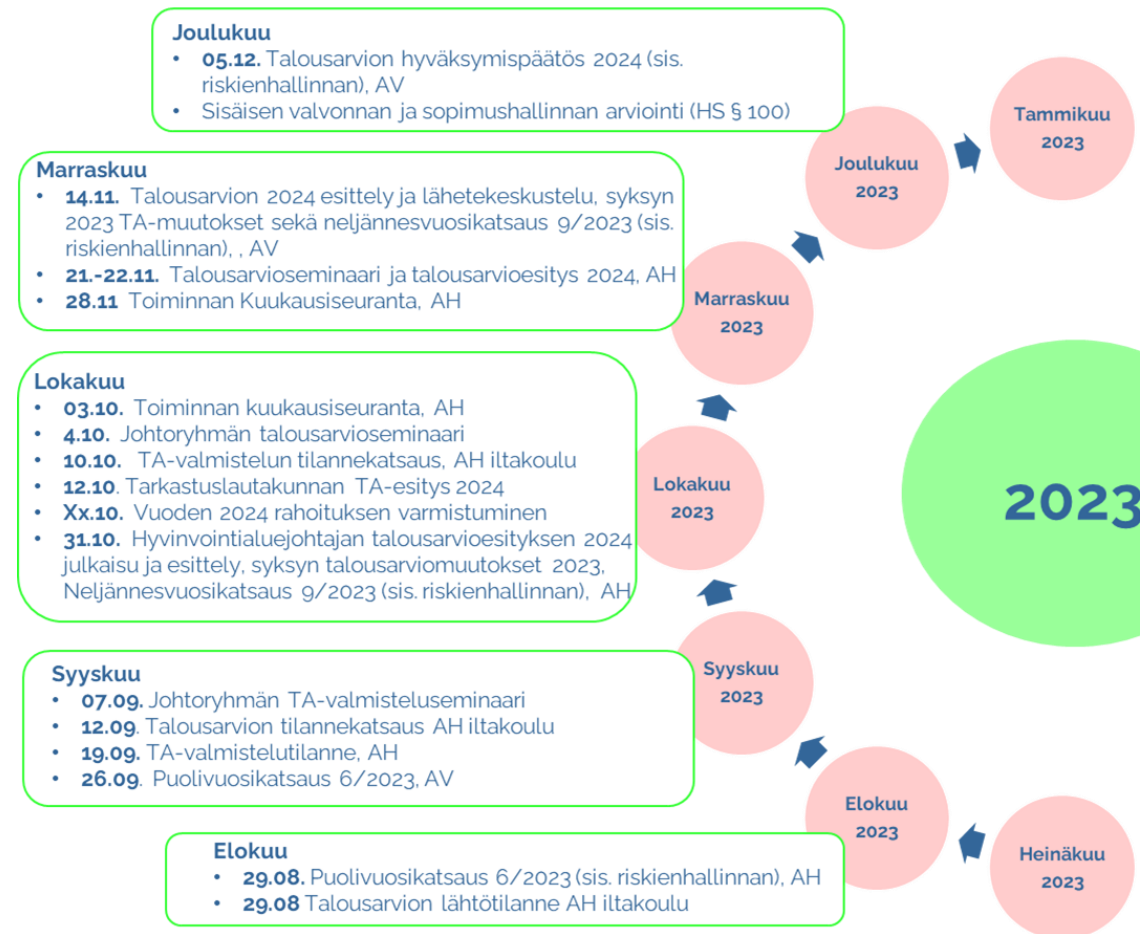 Joulukuu
• 05.12. Talousarvion hyväksymispäätös 2024 (sis.
riskienhallinnan), AV
• Sisäisen valvonnan ja sopimushallinnan arviointi (HS § 100)
Joulukuu
2023
Tammikuu
2023
Marraskuu
• 14.11. Talousarvion 2024 esittely ja lähetekeskustelu, syksyn
2023 TA-muutokset sekä neljännesvuosikatsaus 9/2023 (sis.
riskienhallinnan), , AV
• 21.-22.11. Talousarvioseminaari ja talousarvioesitys 2024, AH
• 28.11 Toiminnan Kuukausiseuranta, AH
Marraskuu
2023
Lokakuu
• 03.10. Toiminnan kuukausiseuranta, AH
• 4.10. Johtoryhmän talousarvioseminaari
• 10.10. TA-valmistelun tilannekatsaus, AH iltakoulu
• 12.10. Tarkastuslautakunnan TA-esitys 2024
• Xx.10. Vuoden 2024 rahoituksen varmistuminen
• 31.10. Hyvinvointialuejohtajan talousarvioesityksen 2024
julkaisu ja esittely, syksyn talousarviomuutokset 2023,
Neljännesvuosikatsaus 9/2023 (sis. riskienhallinnan), AH
Lokakuu
2023
2023
Syyskuu
• 07.09. Johtoryhmän TA-valmisteluseminaari
• 12.09. Talousarvion tilannekatsaus AH iltakoulu
• 19.09. TA-valmistelutilanne, AH
• 26.09. Puolivuosikatsaus 6/2023, AV
Syyskuu
2023
Elokuu
• 29.08. Puolivuosikatsaus 6/2023 (sis. riskienhallinnan), AH
• 29.08 Talousarvion lähtötilanne AH iltakoulu
Elokuu
2023
Heinäkuu
2023